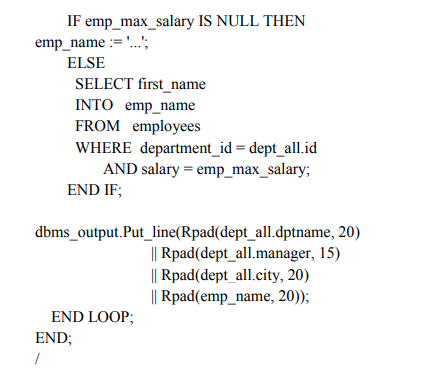 IF emp_max_salary IS NULL THEN
emp_name := '...';
ELSE
SELECT first_name
INTO emp_name
FROM employees
WHERE department_id = dept_all.id
AND salary = emp_max_salary;
END IF;
dbms_output.Put_line(Rpad(dept_all.dptname, 20)
|| Rpad(dept_all.manager, 15)
|| Rpad(dept_all.city, 20)
|| Rpad(emp_name, 20));
END LOOP;
END;
/